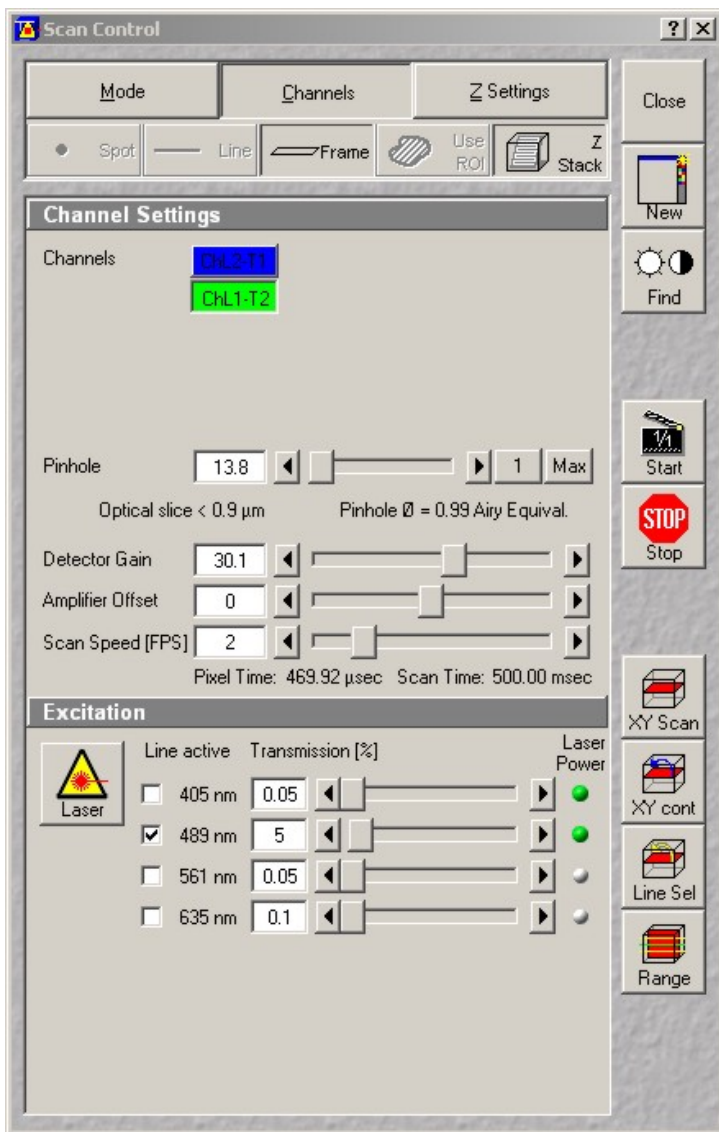 Scan Control
Mode
Channels
Z Settings
Close
Spot
Line
Frame
Use ROI
Z Stack
New
Channel Settings
Channels
ChL2-T1
ChL1-T2
Find
Pinhole 13.8 1 Max
Optical slice < 0.9 µm Pinhole Ø = 0.99 Airy Equival.
1/1
Start
STOP
Stop
Detector Gain 30.1
Amplifier Offset 0
Scan Speed [FPS] 2
Pixel Time: 469.92 µsec Scan Time: 500.00 msec
Excitation
XY Scan
Line active Transmission [%] Laser Power
Laser
405 nm 0.05
489 nm 5
561 nm 0.05
635 nm 0.1
XY cont
Line Sel
Range